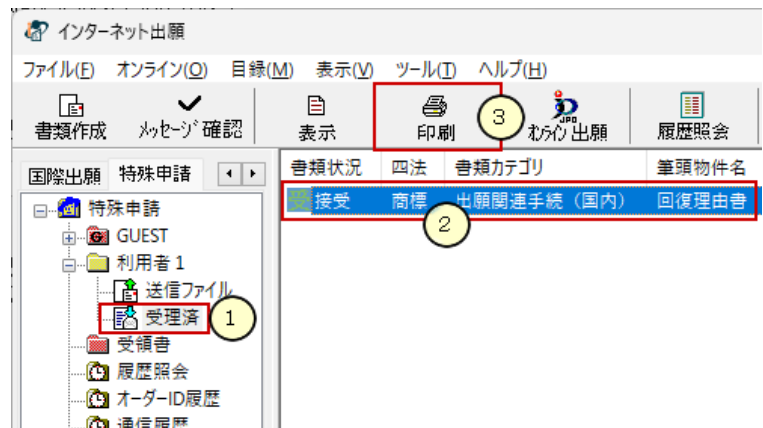 インターネット出願
ファイル(F) オンライン(O) 目録(M) 表示(V) ツール(T) ヘルプ(H)
書類作成 メッセージ確認 表示 印刷 3 オンライン出願 履歴照会
国際出願 特殊申請
書類状況 四法 書類カテゴリ 筆頭物件名
受 接受 商標 出願関連手続（国内） 回復理由書
2
特殊申請
GUEST
利用者1
送信ファイル
受理済 1
受領書
履歴照会
オーダーID履歴
通信履歴